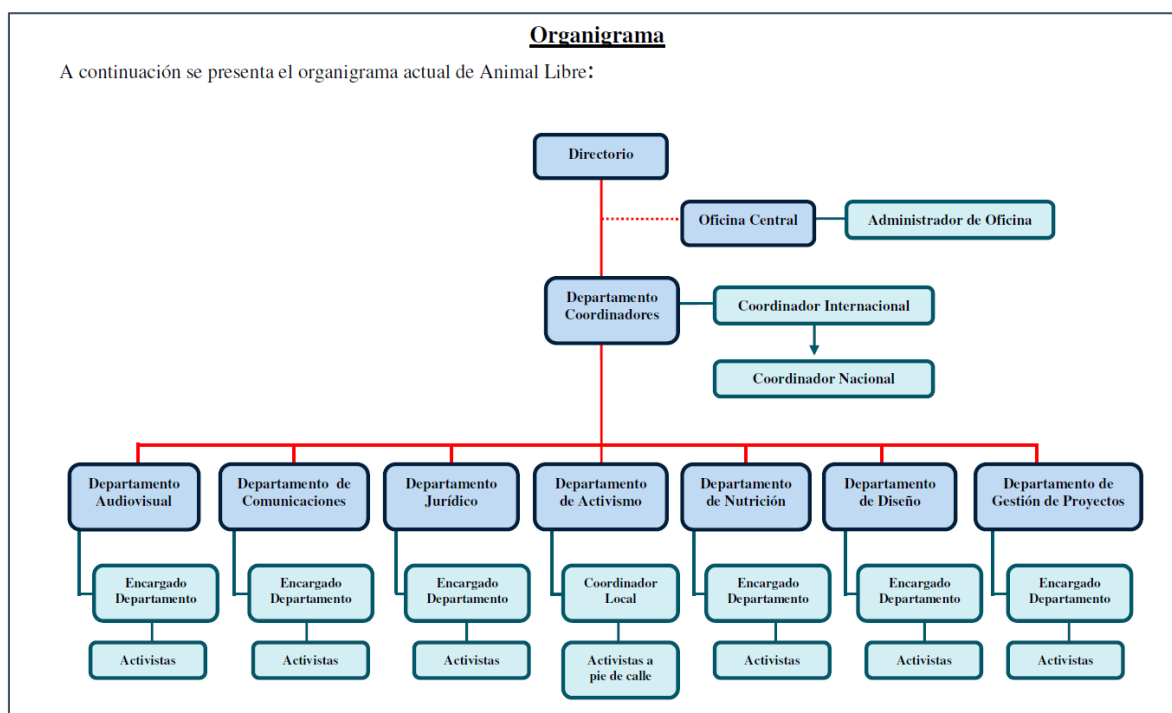 Organigrama
A continuación se presenta el organigrama actual de Animal Libre:
Directorio
Oficina Central
Administrador de Oficina
Departamento
Coordinadores
Coordinador Internacional
Coordinador Nacional
Departamento
Audiovisual
Departamento de
Comunicaciones
Departamento
Jurídico
Departamento
de Activismo
Departamento
de Nutrición
Departamento
de Diseño
Departamento de
Gestión de Proyectos
Encargado
Departamento
Encargado
Departamento
Encargado
Departamento
Coordinador
Local
Encargado
Departamento
Encargado
Departamento
Encargado
Departamento
Activistas
Activistas
Activistas
Activistas a
pie de calle
Activistas
Activistas
Activistas